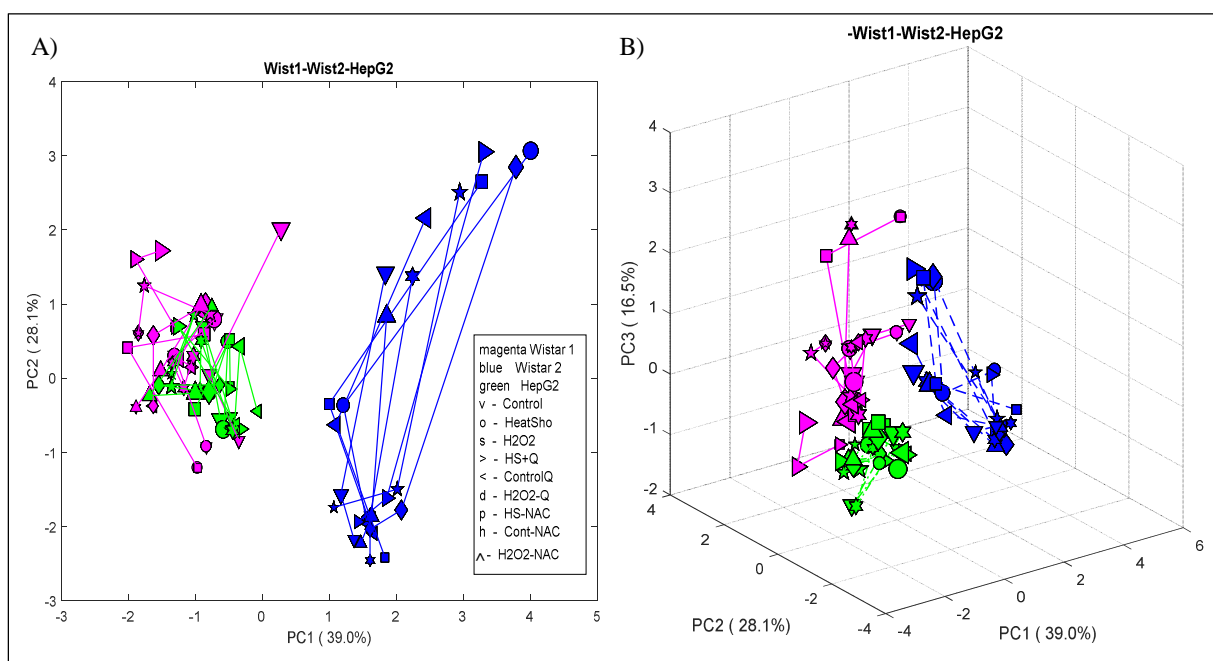 A)
Wist1-Wist2-HepG2
4
3
2
1
0
-1
-2
-3
PC2 ( 28.1%)
-3 -2 -1 0 1 2 3 4 5
PC1 ( 39.0%)
magenta Wistar 1
blue Wistar 2
green HepG2
v - Control
o - HeatSho
s - H2O2
> - HS+Q
< - ControlQ
d - H2O2-Q
p - HS-NAC
h - Cont-NAC
^ - H2O2-NAC
B)
-Wist1-Wist2-HepG2
4
3
2
1
0
-1
-2
PC3 ( 16.5%)
4 2 0 -2 -4
PC2 ( 28.1%)
-4 -2 0 2 4 6
PC1 ( 39.0%)